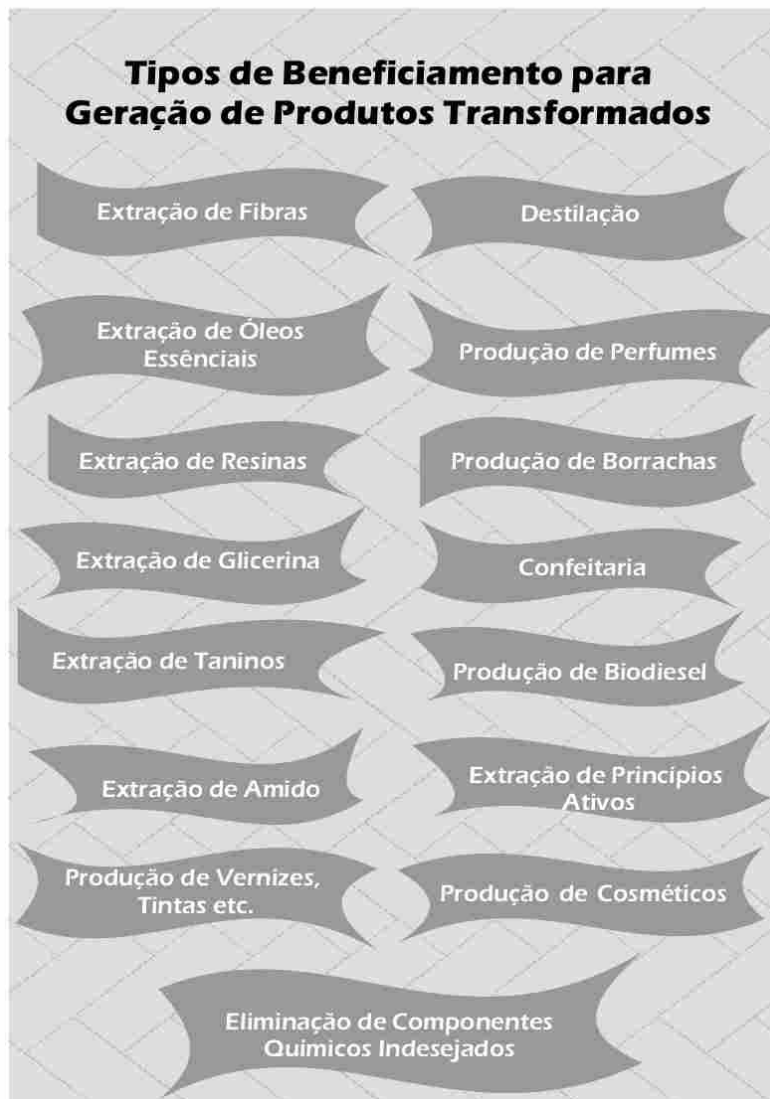 Tipos de Beneficiamento para
Geração de Produtos Transformados
Extração de Fibras
Destilação
Extração de Óleos
Essênciais
Produção de Perfumes
Extração de Resinas
Produção de Borrachas
Extração de Glicerina
Confeitaria
Extração de Taninos
Produção de Biodiesel
Extração de Amido
Extração de Princípios
Ativos
Produção de Vernizes,
Tintas etc.
Produção de Cosméticos
Eliminação de Componentes
Químicos Indesejados